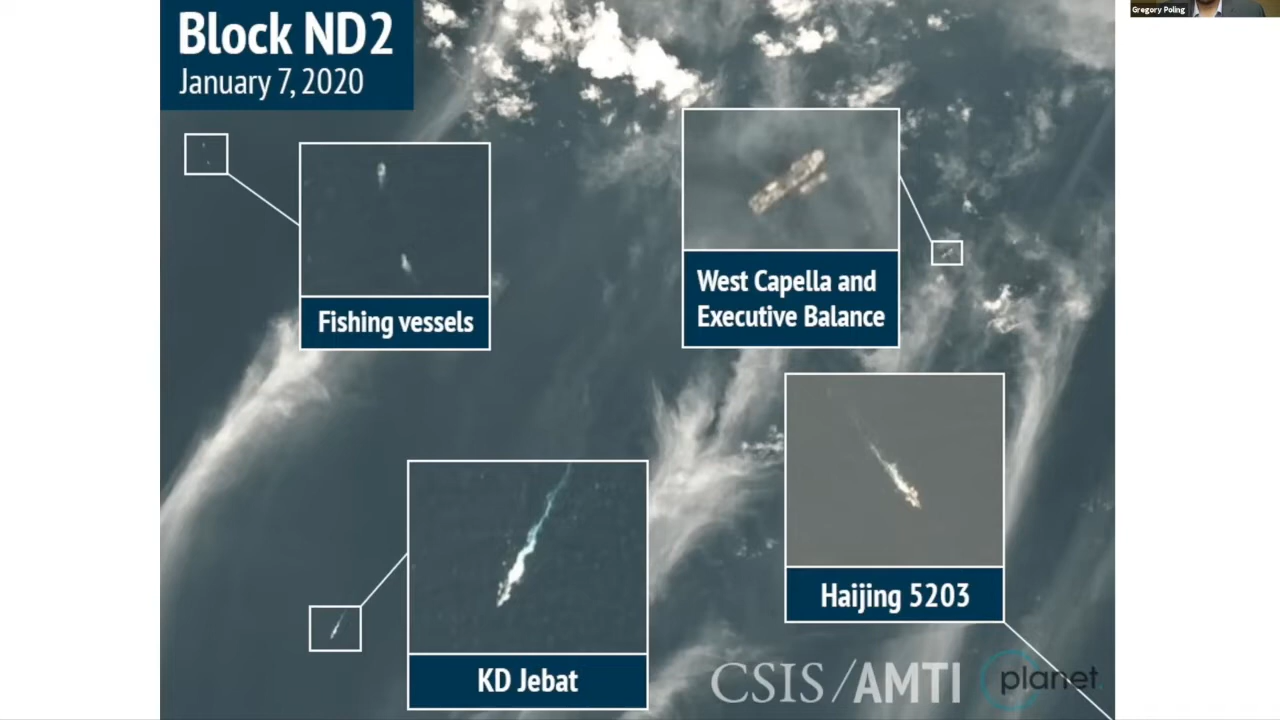 Block ND2
January 7, 2020
Gregory Poling
Fishing vessels
West Capella and
Executive Balance
Haijing 5203
KD Jebat
CSIS/AMTI
planet.